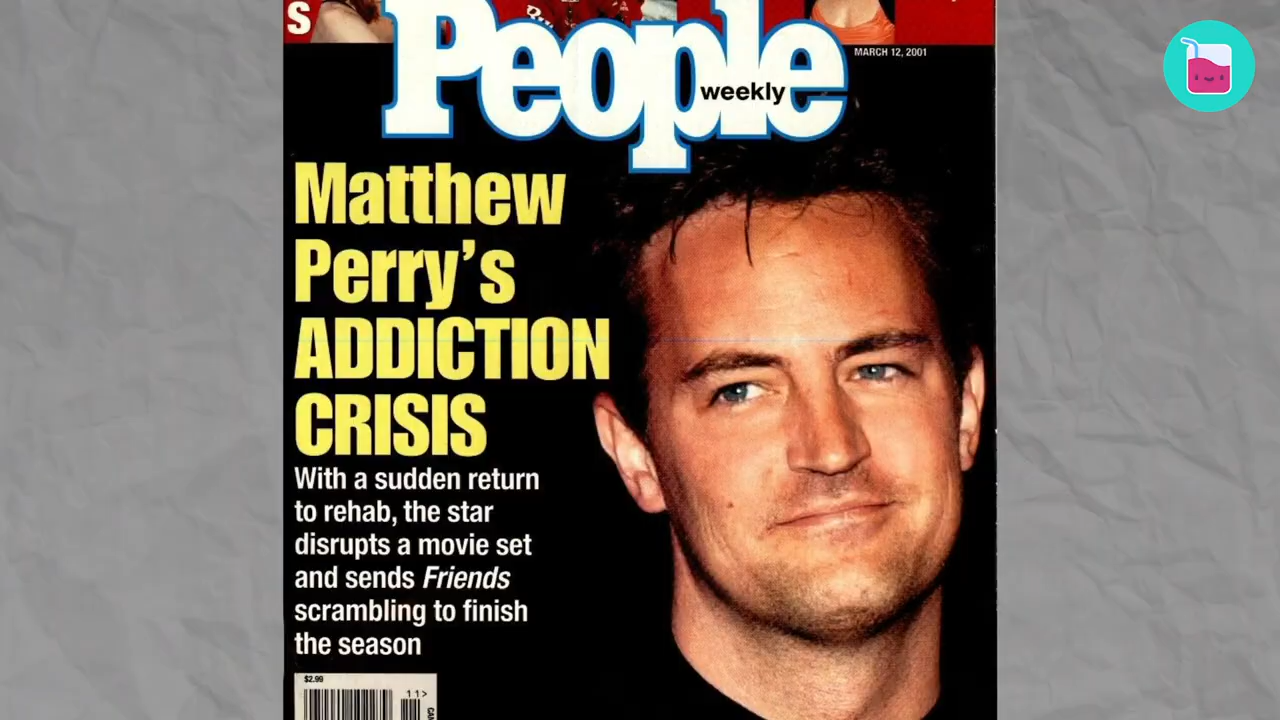 S
People
weekly
MARCH 12, 2001
Matthew
Perry's
ADDICTION
CRISIS
With a sudden return
to rehab, the star
disrupts a movie set
and sends Friends
scrambling to finish
the season
$2.99
11>